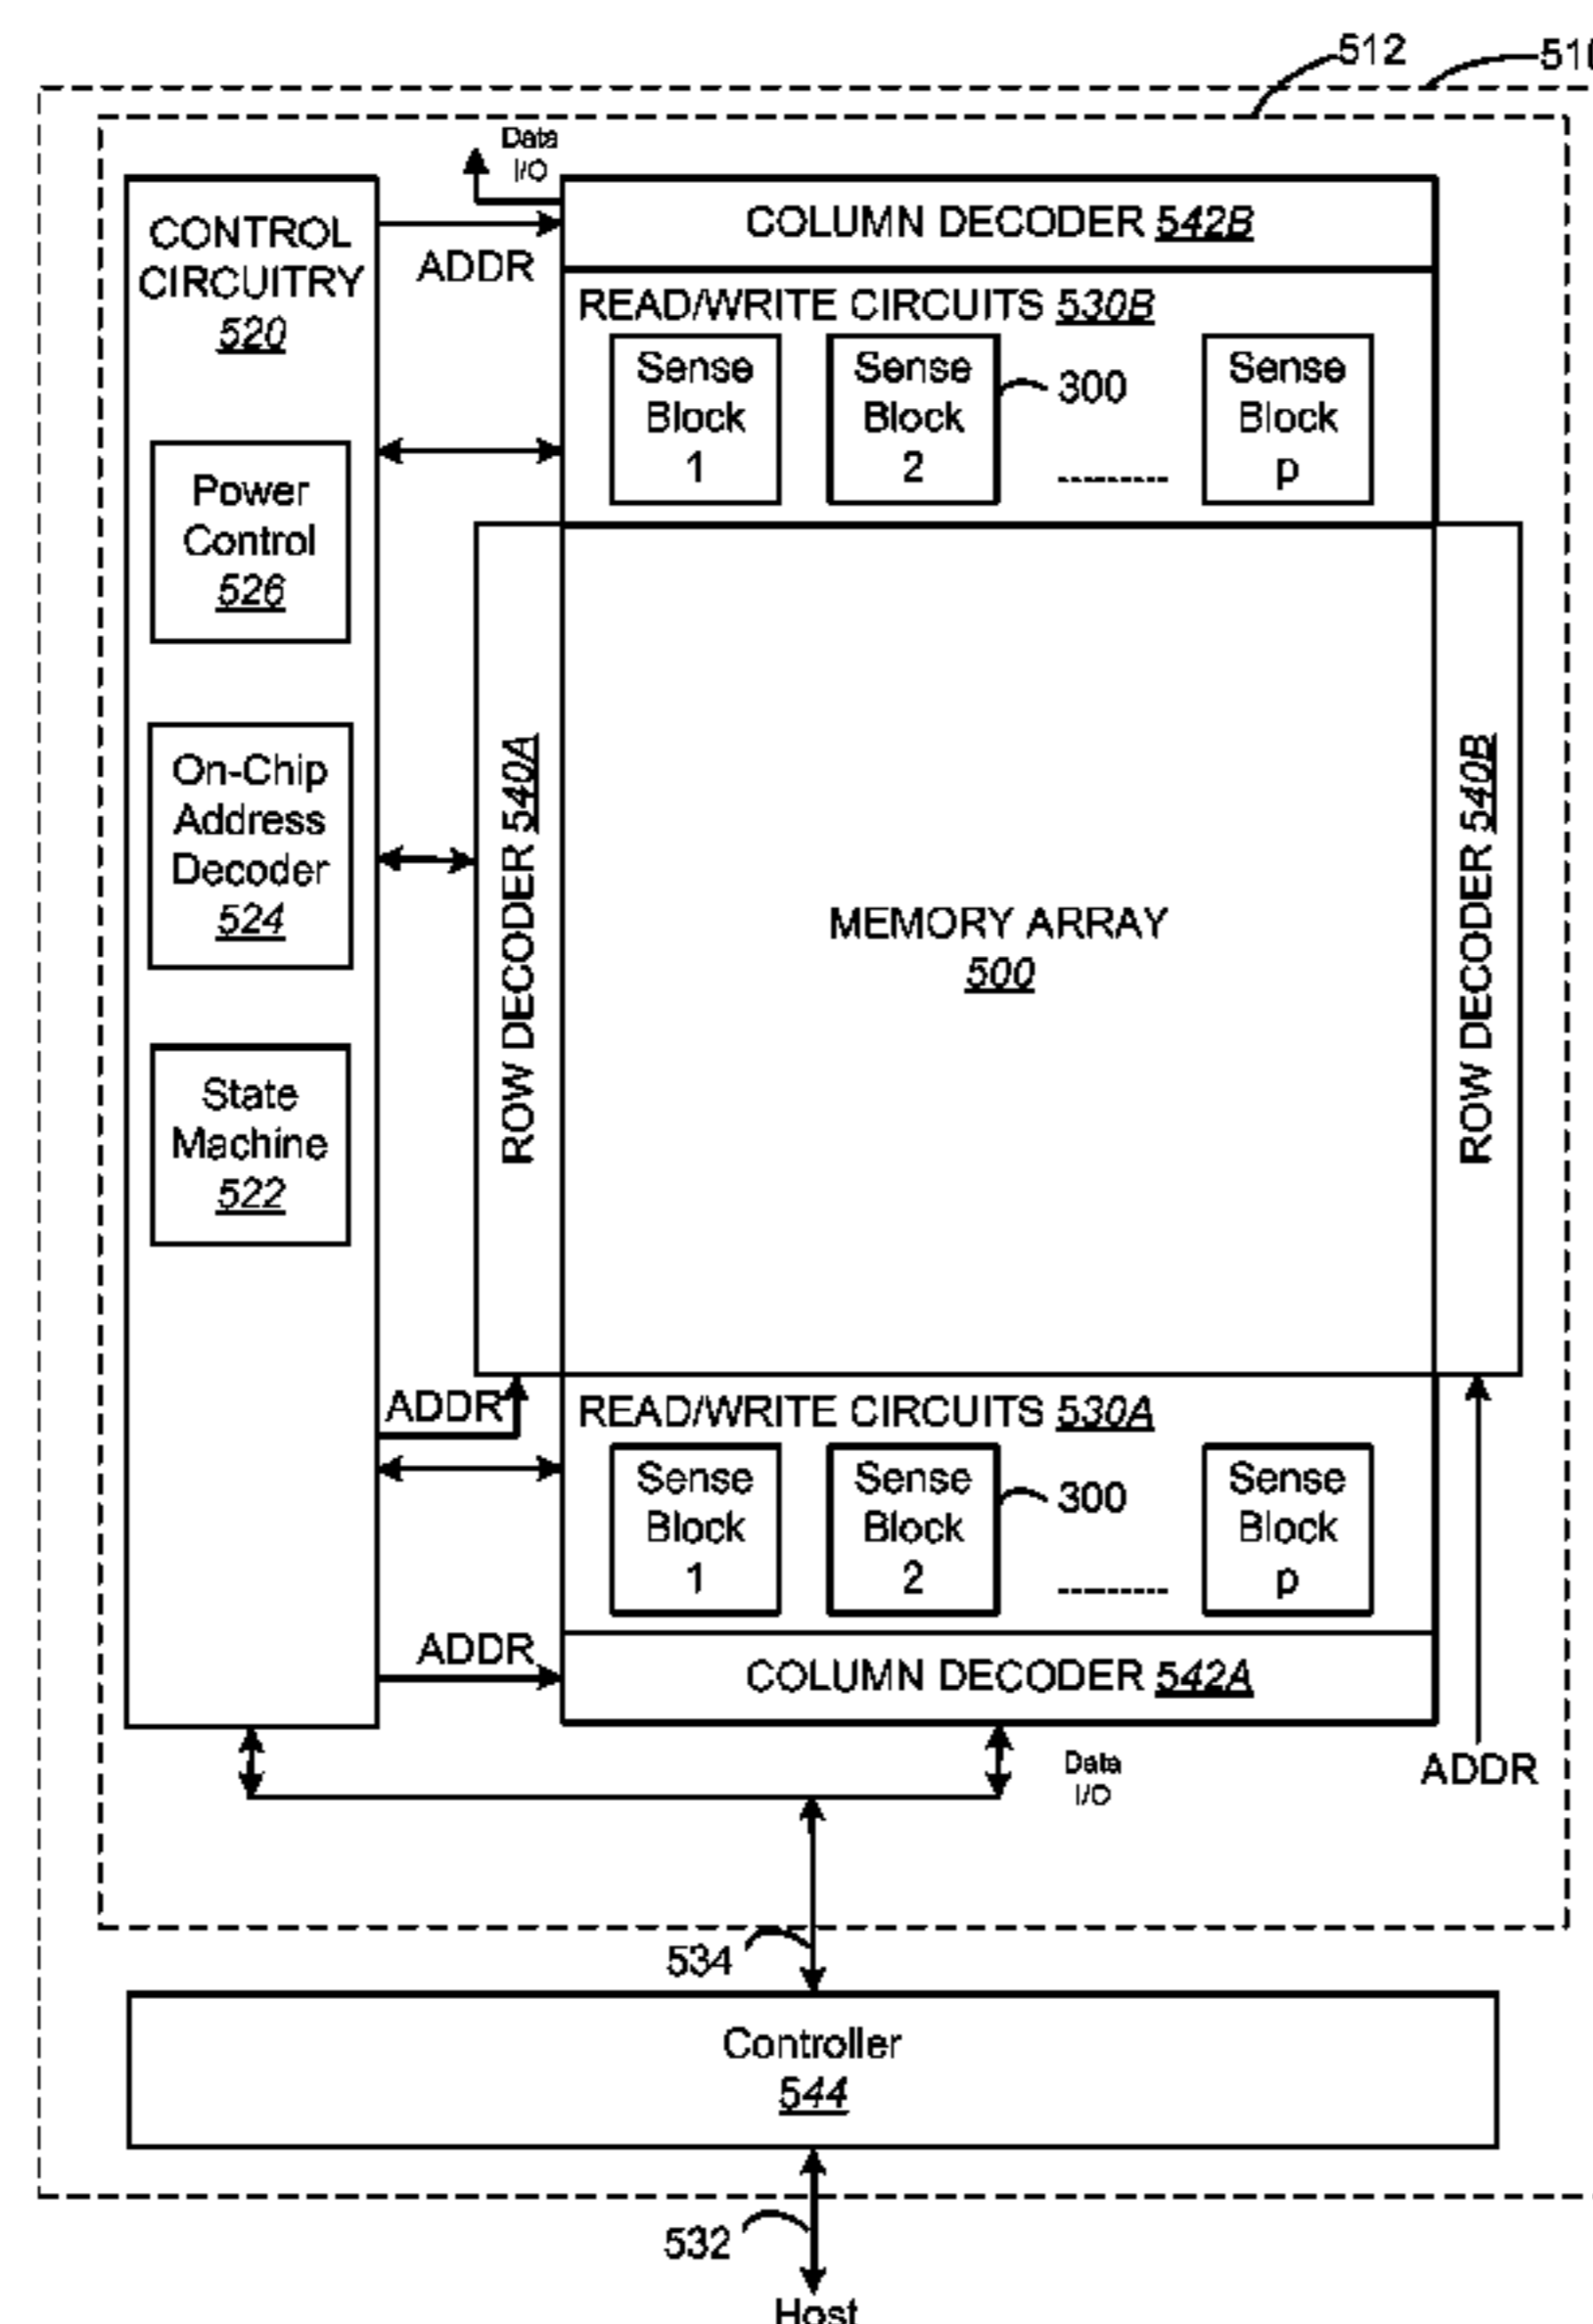 512
510
Data
I/O
CONTROL
CIRCUITRY
520
ADDR
COLUMN DECODER 542B
READ/WRITE CIRCUITS 530B
Sense
Block
1
Sense
Block
2
300
---------
Sense
Block
p
Power
Control
526
On-Chip
Address
Decoder
524
State
Machine
522
ROW DECODER 540A
MEMORY ARRAY
500
ROW DECODER 540B
ADDR
READ/WRITE CIRCUITS 530A
Sense
Block
1
Sense
Block
2
300
---------
Sense
Block
p
ADDR
COLUMN DECODER 542A
Data
I/O
ADDR
534
Controller
544
532
Host